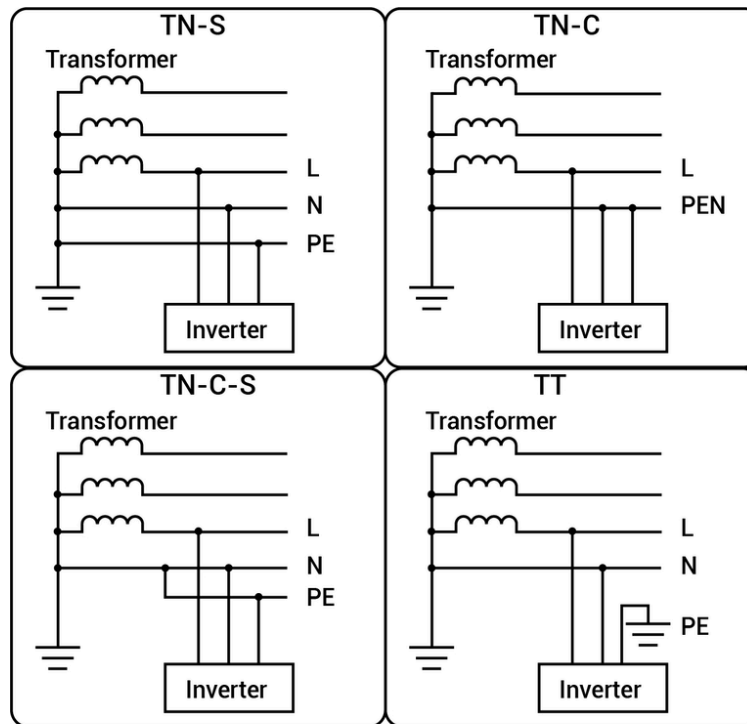 TN-S
Transformer
L
N
PE
Inverter
TN-C
Transformer
L
PEN
Inverter
TN-C-S
Transformer
L
N
PE
Inverter
TT
Transformer
L
N
PE
Inverter